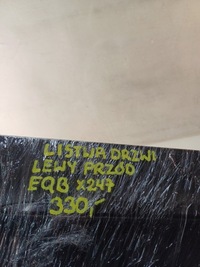 LISTWA DRZWI
LEWY PRZÓD
EQB X247
330,-